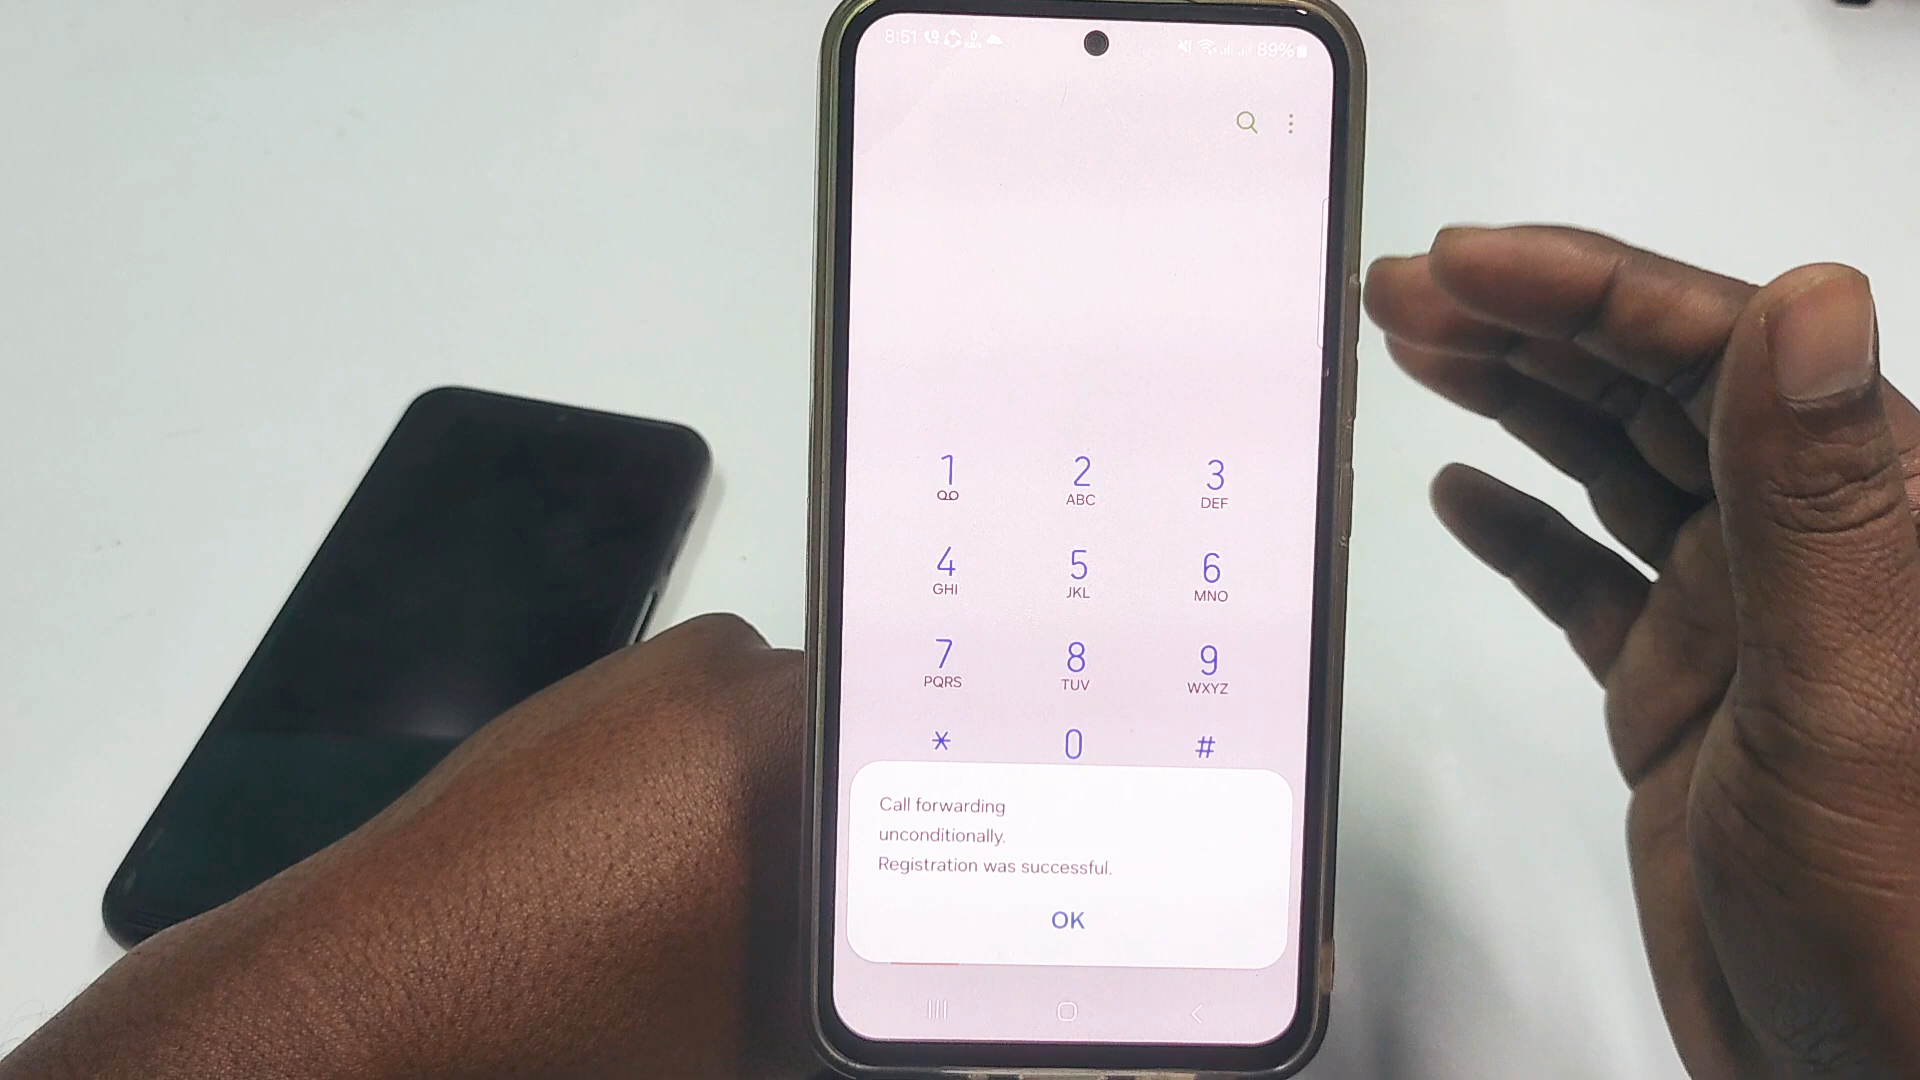 8:51
89%
1 2 3
ABC DEF
4 5 6
GHI JKL MNO
7 8 9
PQRS TUV WXYZ
* 0 #
Call forwarding
unconditionally.
Registration was successful.
OK